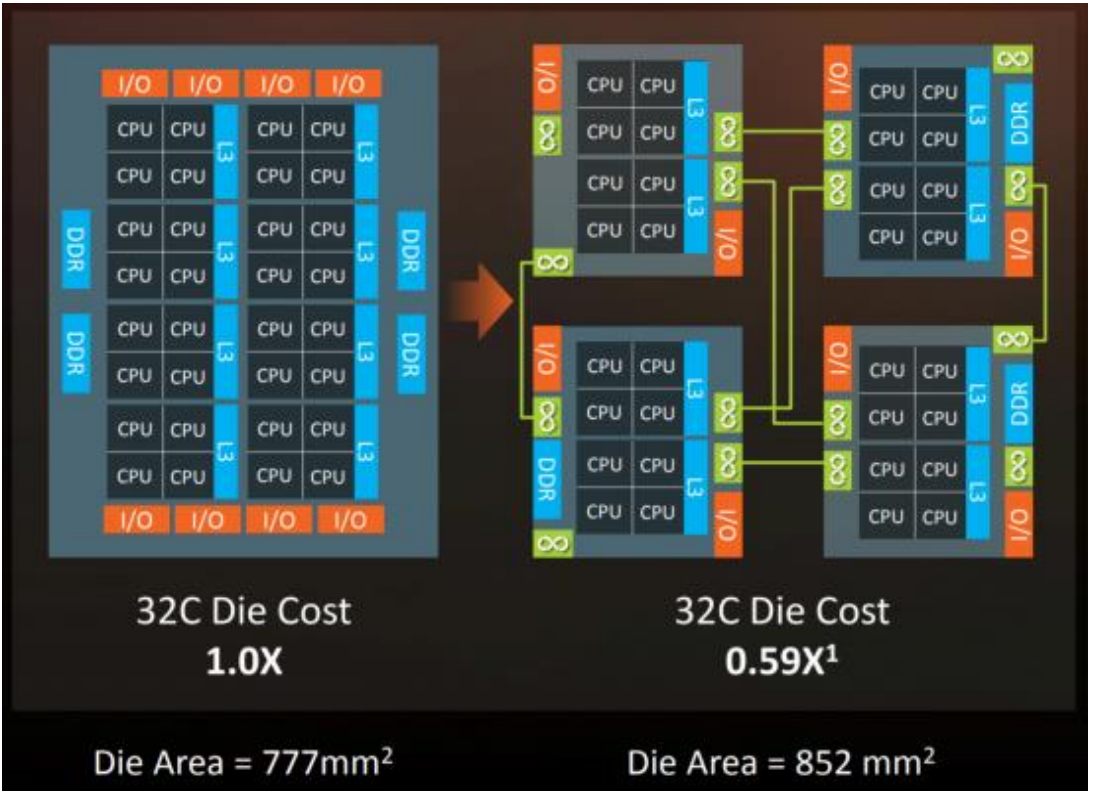 I/O I/O I/O I/O
CPU CPU CPU CPU
L3 L3
CPU CPU CPU CPU
CPU CPU CPU CPU
DDR L3 L3 DDR
CPU CPU CPU CPU
CPU CPU CPU CPU
DDR L3 L3 DDR
CPU CPU CPU CPU
CPU CPU CPU CPU
L3 L3
CPU CPU CPU CPU
I/O I/O I/O I/O
32C Die Cost
1.0X
Die Area = 777mm²
I/O
CPU CPU
L3
CPU CPU
CPU CPU
L3
CPU CPU
I/O
I/O
CPU CPU
L3
DDR
CPU CPU
CPU CPU
L3
CPU CPU
I/O
I/O
CPU CPU
L3
CPU CPU
DDR
CPU CPU
L3
CPU CPU
I/O
I/O
CPU CPU
L3
DDR
CPU CPU
CPU CPU
L3
CPU CPU
I/O
32C Die Cost
0.59X¹
Die Area = 852 mm²